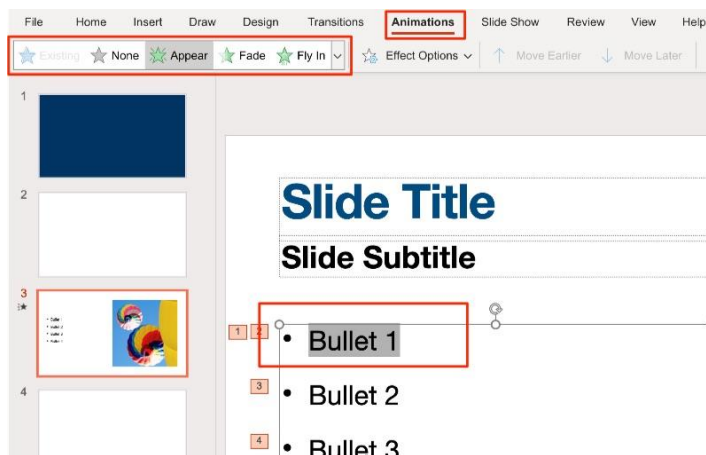 File Home Insert Draw Design Transitions Animations Slide Show Review View Help
Existing None Appear Fade Fly In Effect Options Move Earlier Move Later
1
2
3
4
Slide Title
Slide Subtitle
1 2 • Bullet 1
3 • Bullet 2
4 • Bullet 3